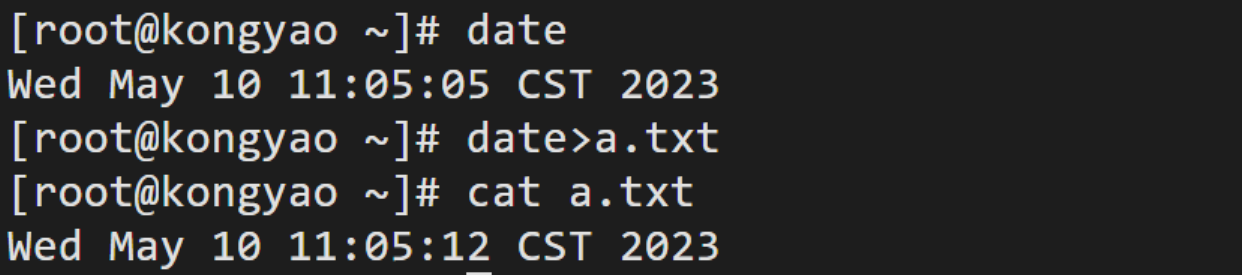 [root@kongyao ~]# date
Wed May 10 11:05:05 CST 2023
[root@kongyao ~]# date>a.txt
[root@kongyao ~]# cat a.txt
Wed May 10 11:05:12 CST 2023